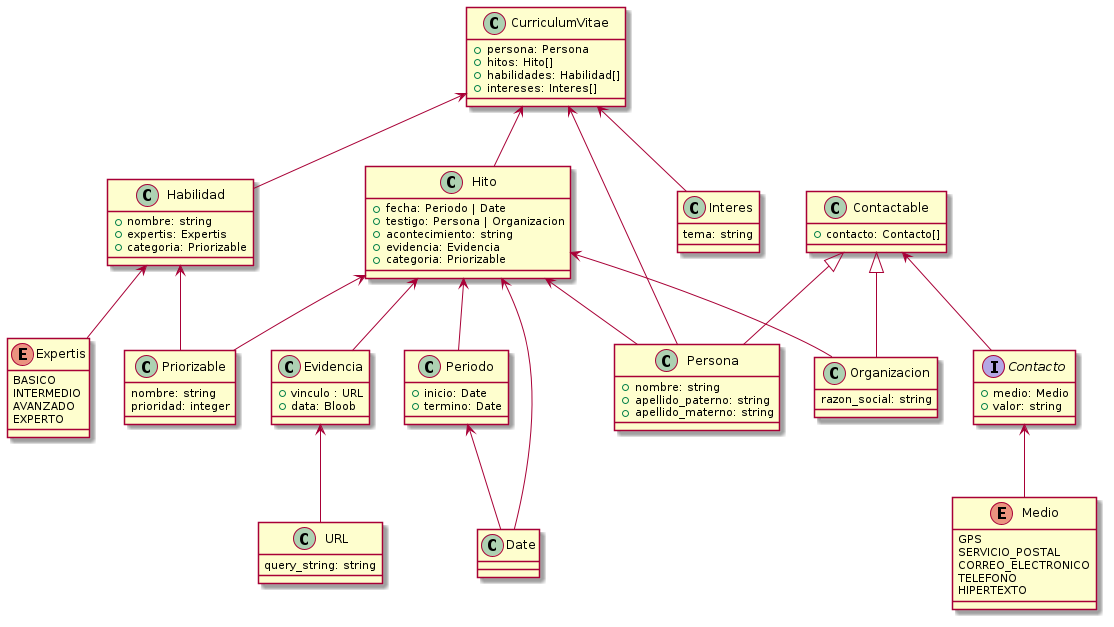 C CurriculumVitae
persona: Persona
hitos: Hito[]
habilidades: Habilidad[]
intereses: Interes[]
C Habilidad
nombre: string
expertis: Expertis
categoria: Priorizable
C Hito
fecha: Periodo | Date
testigo: Persona | Organizacion
acontecimiento: string
evidencia: Evidencia
categoria: Priorizable
C Interes
tema: string
C Contactable
contacto: Contacto[]
E Expertis
BASICO
INTERMEDIO
AVANZADO
EXPERTO
C Priorizable
nombre: string
prioridad: integer
C Evidencia
vinculo : URL
data: Bloob
C Periodo
inicio: Date
termino: Date
C Persona
nombre: string
apellido_paterno: string
apellido_materno: string
C Organizacion
razon_social: string
I Contacto
medio: Medio
valor: string
C URL
query_string: string
C Date
E Medio
GPS
SERVICIO_POSTAL
CORREO_ELECTRONICO
TELEFONO
HIPERTEXTO